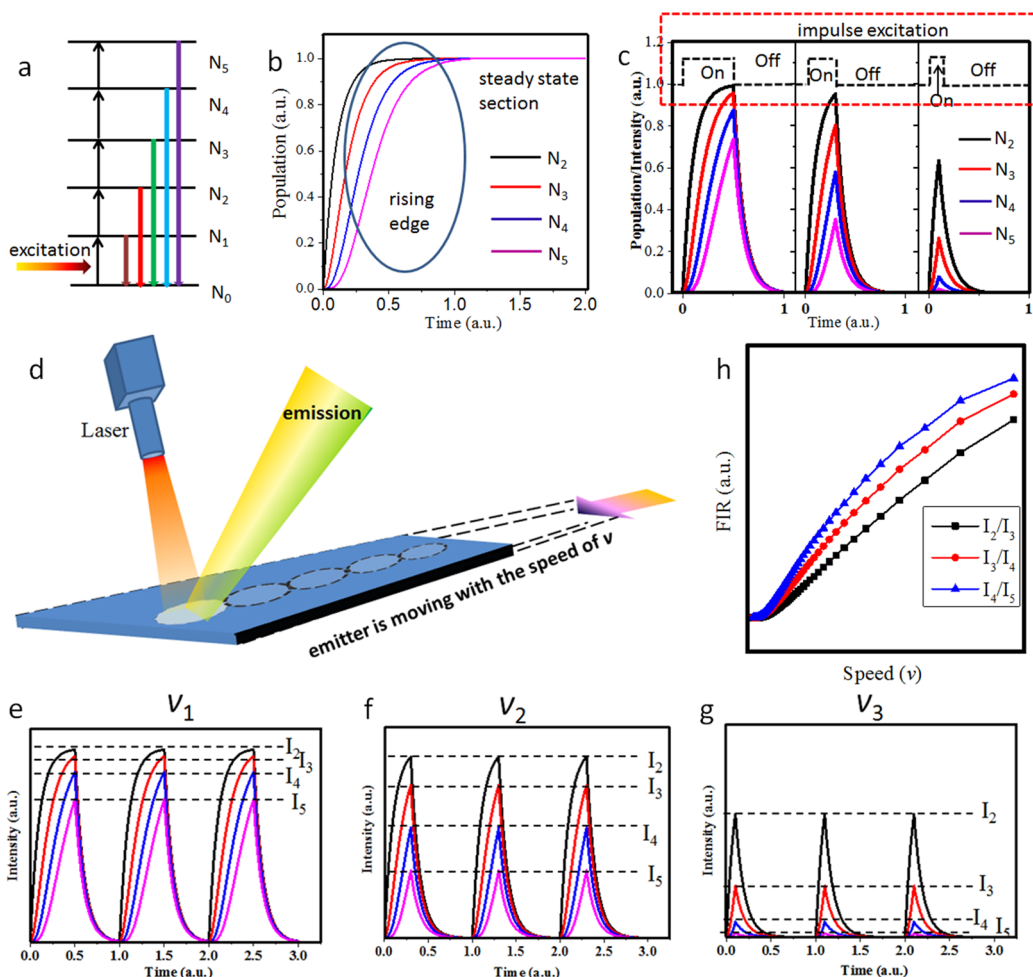 a
N₅
N₄
N₃
N₂
N₁
N₀
excitation
b
Population (a.u.)
1.0
0.8
0.6
0.4
0.2
0.0
0.0
0.5
1.0
1.5
2.0
Time (a.u.)
steady state
section
rising
edge
N₂
N₃
N₄
N₅
c
impulse excitation
Population/Intensity (a.u.)
1.2
1.0
0.8
0.6
0.4
0.2
0.0
On
Off
On
Off
On
Off
N₂
N₃
N₄
N₅
0
1
0
1
0
1
Time (a.u.)
d
Laser
emission
emitter is moving with the speed of v
h
FIR (a.u.)
I₂/I₃
I₃/I₄
I₄/I₅
Speed (v)
e
v₁
Intensity (a.u.)
I₂
I₃
I₄
I₅
0.0
0.5
1.0
1.5
2.0
2.5
3.0
Time (a.u.)
f
v₂
Intensity (a.u.)
I₂
I₃
I₄
I₅
0.0
0.5
1.0
1.5
2.0
2.5
3.0
Time (a.u.)
g
v₃
Intensity (a.u.)
I₂
I₃
I₄
I₅
0.0
0.5
1.0
1.5
2.0
2.5
3.0
Time (a.u.)